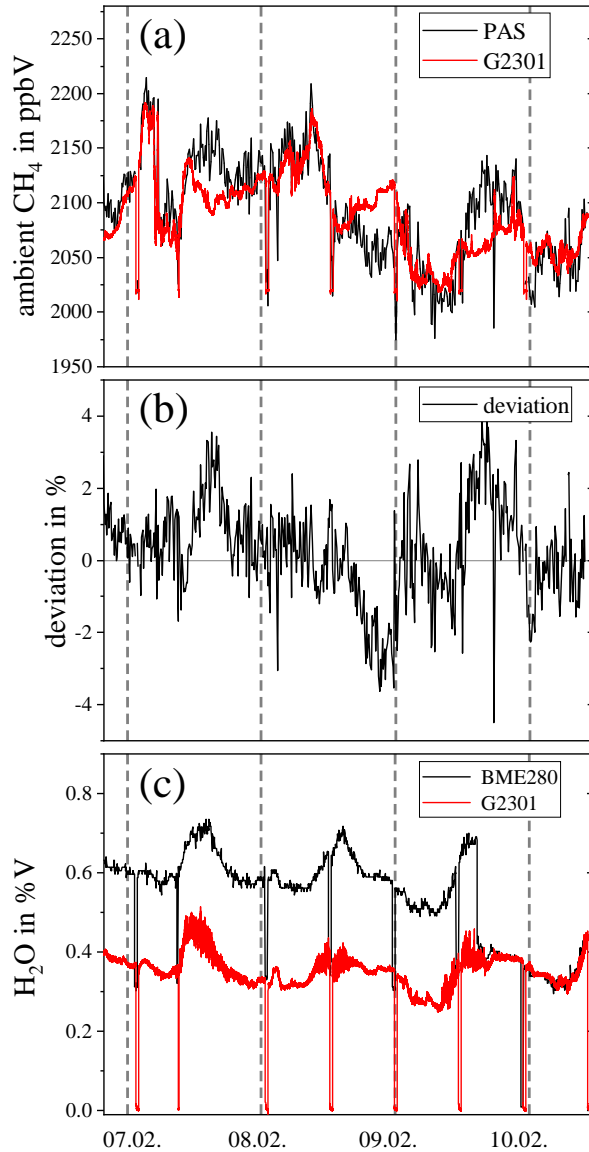 (a)
PAS
G2301
ambient CH₄ in ppbV
2250
2200
2150
2100
2050
2000
1950
(b)
deviation
deviation in %
4
2
0
-2
-4
(c)
BME280
G2301
H₂O in %V
0.8
0.6
0.4
0.2
0.0
07.02.
08.02.
09.02.
10.02.